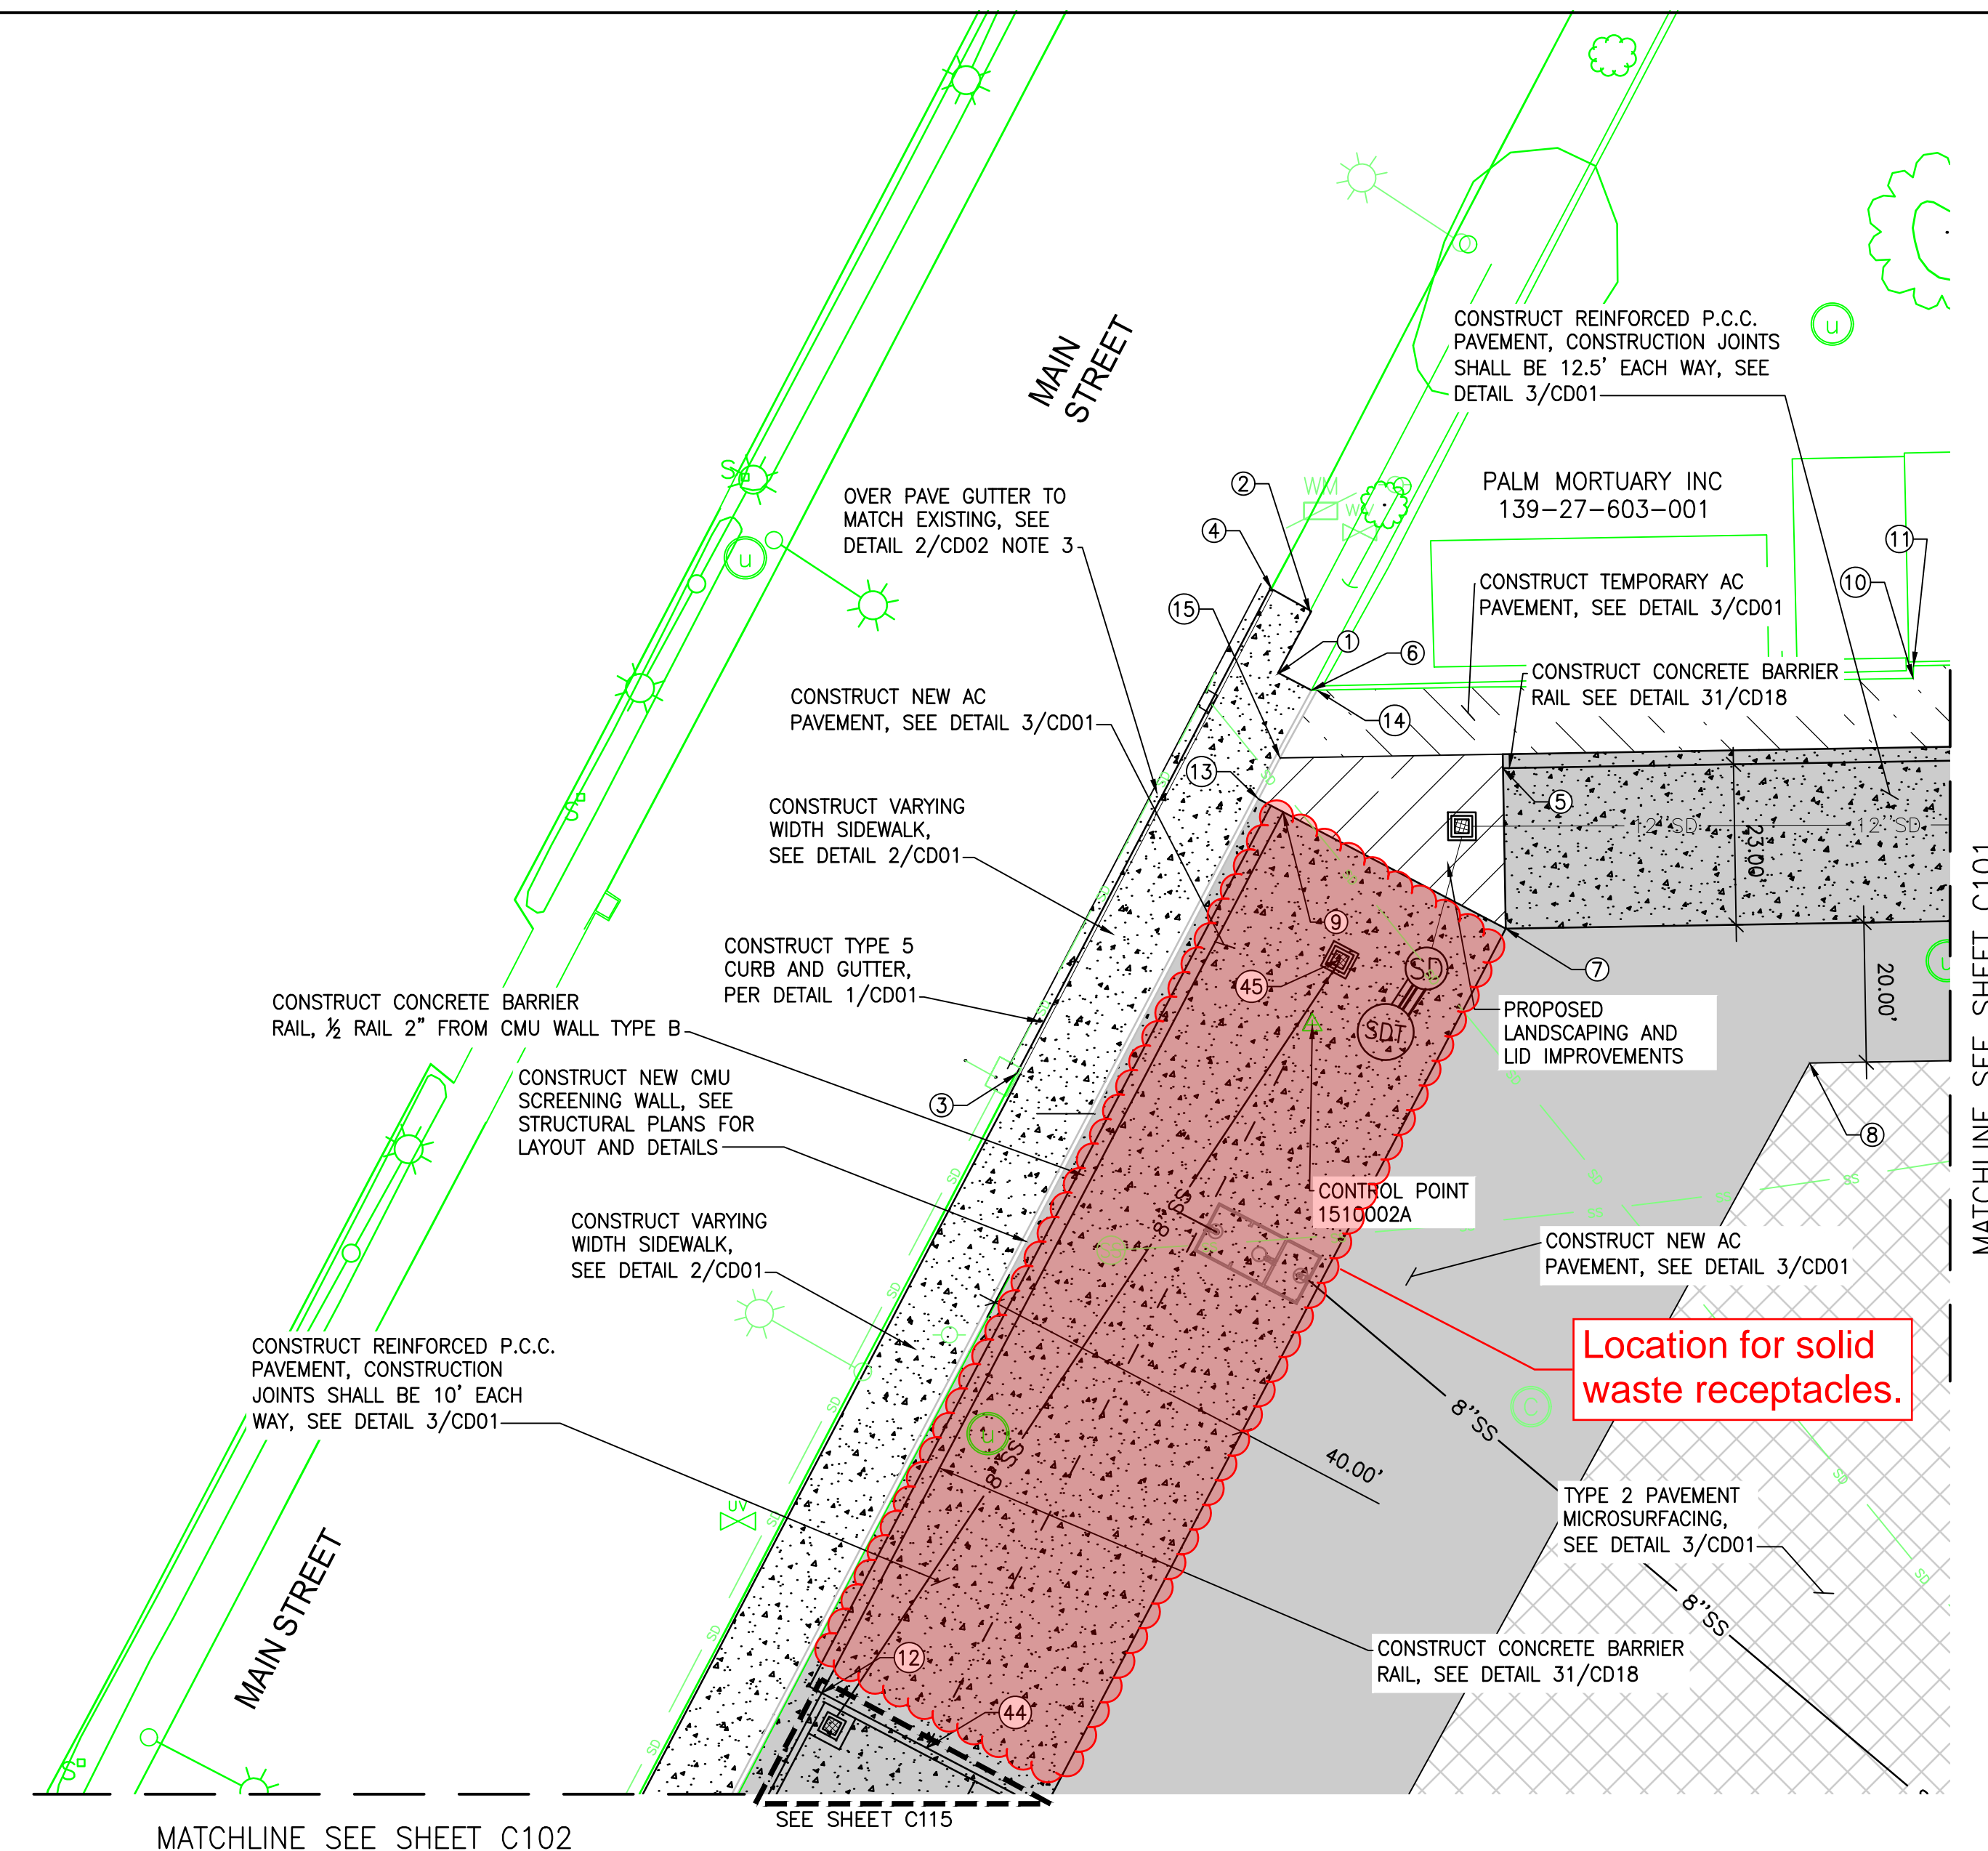 MAIN
STREET
CONSTRUCT REINFORCED P.C.C.
PAVEMENT, CONSTRUCTION JOINTS
SHALL BE 12.5' EACH WAY, SEE
DETAIL 3/CD01
u
PALM MORTUARY INC
139-27-603-001
OVER PAVE GUTTER TO
MATCH EXISTING, SEE
DETAIL 2/CD02 NOTE 3
2
4
15
1
6
14
13
WM
11
10
CONSTRUCT TEMPORARY AC
PAVEMENT, SEE DETAIL 3/CD01
CONSTRUCT CONCRETE BARRIER
RAIL SEE DETAIL 31/CD18
u
CONSTRUCT NEW AC
PAVEMENT, SEE DETAIL 3/CD01
CONSTRUCT VARYING
WIDTH SIDEWALK,
SEE DETAIL 2/CD01
5
12"SD
12"SD
23.00'
20.00'
CONSTRUCT TYPE 5
CURB AND GUTTER,
PER DETAIL 1/CD01
CONSTRUCT CONCRETE BARRIER
RAIL, ½ RAIL 2" FROM CMU WALL TYPE B
CONSTRUCT NEW CMU
SCREENING WALL, SEE
STRUCTURAL PLANS FOR
LAYOUT AND DETAILS
3
9
45
SD
SDT
7
PROPOSED
LANDSCAPING AND
LID IMPROVEMENTS
8
MATCHLINE SEE SHEET C101
CONTROL POINT
1510002A
8"SS
CONSTRUCT VARYING
WIDTH SIDEWALK,
SEE DETAIL 2/CD01
CONSTRUCT NEW AC
PAVEMENT, SEE DETAIL 3/CD01
Location for solid
waste receptacles.
CONSTRUCT REINFORCED P.C.C.
PAVEMENT, CONSTRUCTION
JOINTS SHALL BE 10' EACH
WAY, SEE DETAIL 3/CD01
u
8"SS
8"SS
40.00'
UV
TYPE 2 PAVEMENT
MICROSURFACING,
SEE DETAIL 3/CD01
8"SS
MAIN STREET
CONSTRUCT CONCRETE BARRIER
RAIL, SEE DETAIL 31/CD18
12
44
SEE SHEET C115
MATCHLINE SEE SHEET C102